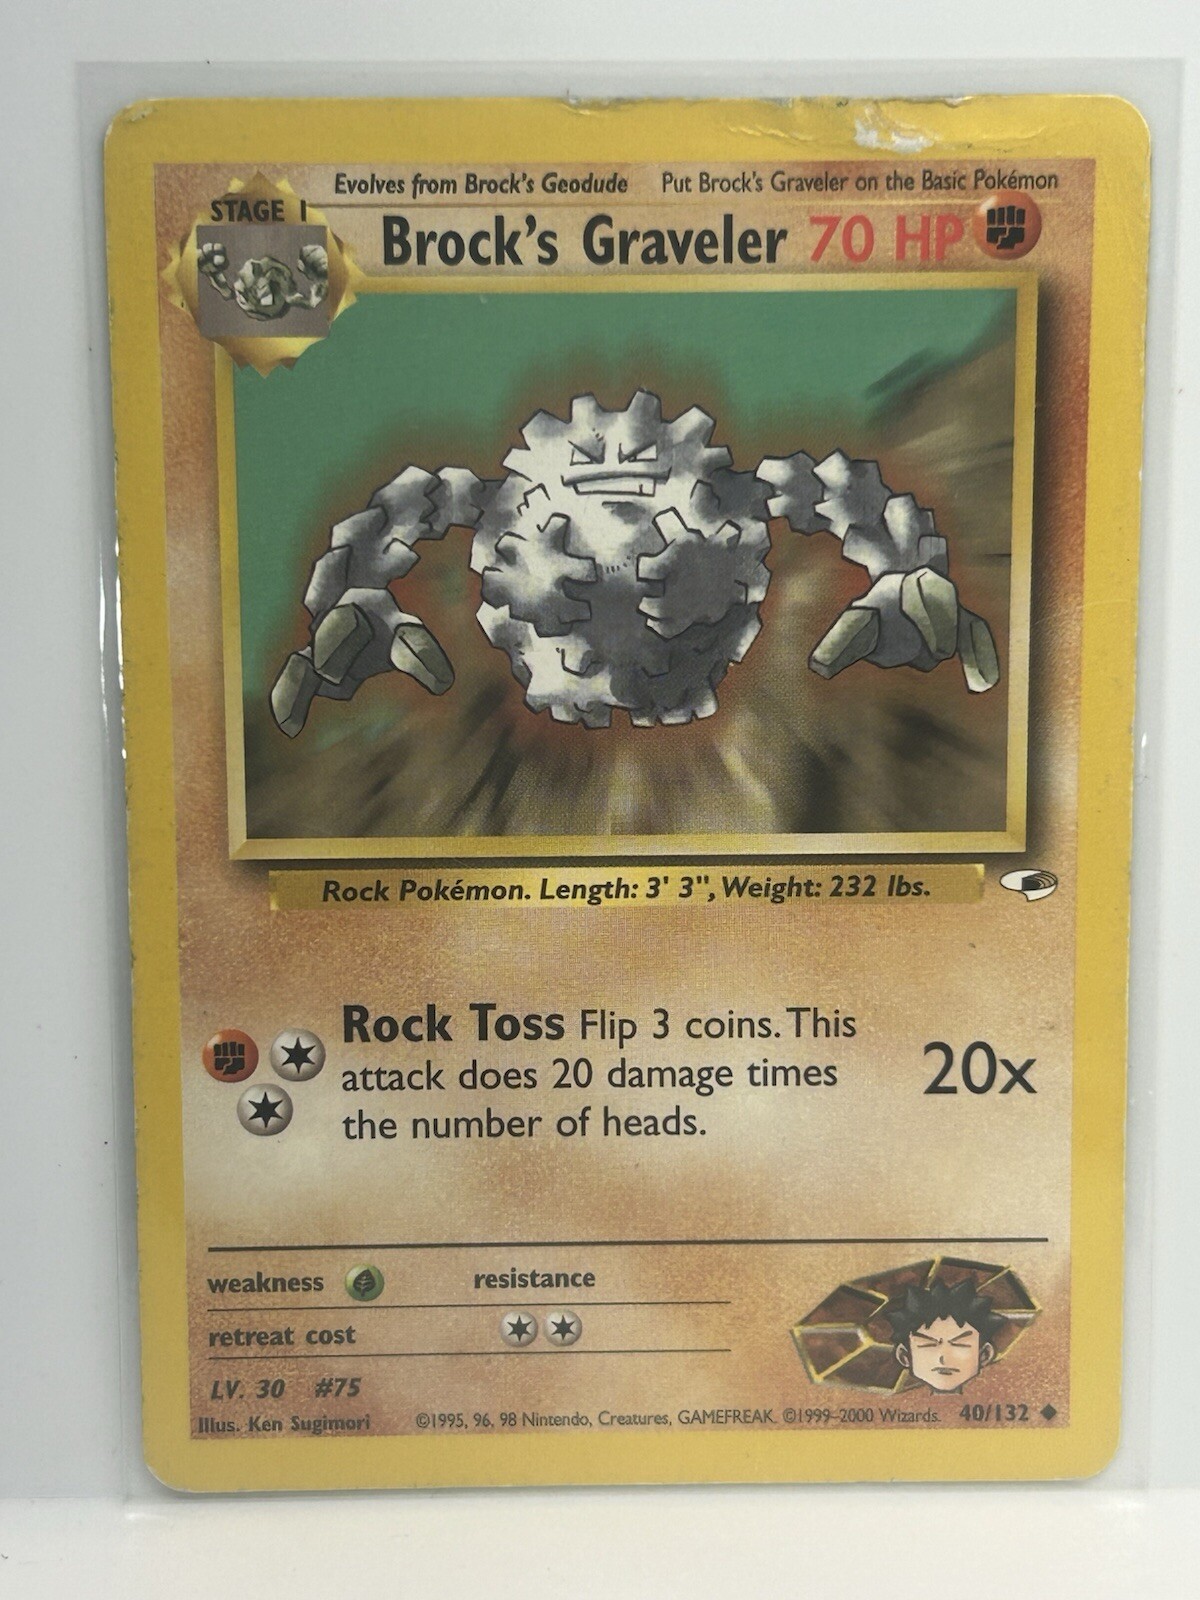 Evolves from Brock's Geodude Put Brock's Graveler on the Basic Pokémon
STAGE 1
Brock's Graveler 70 HP
Rock Pokémon. Length: 3' 3", Weight: 232 lbs.
Rock Toss Flip 3 coins. This
attack does 20 damage times
the number of heads.
20x
weakness resistance
retreat cost
LV. 30 #75
Illus. Ken Sugimori ©1995, 96, 98 Nintendo, Creatures, GAMEFREAK. ©1999–2000 Wizards. 40/132